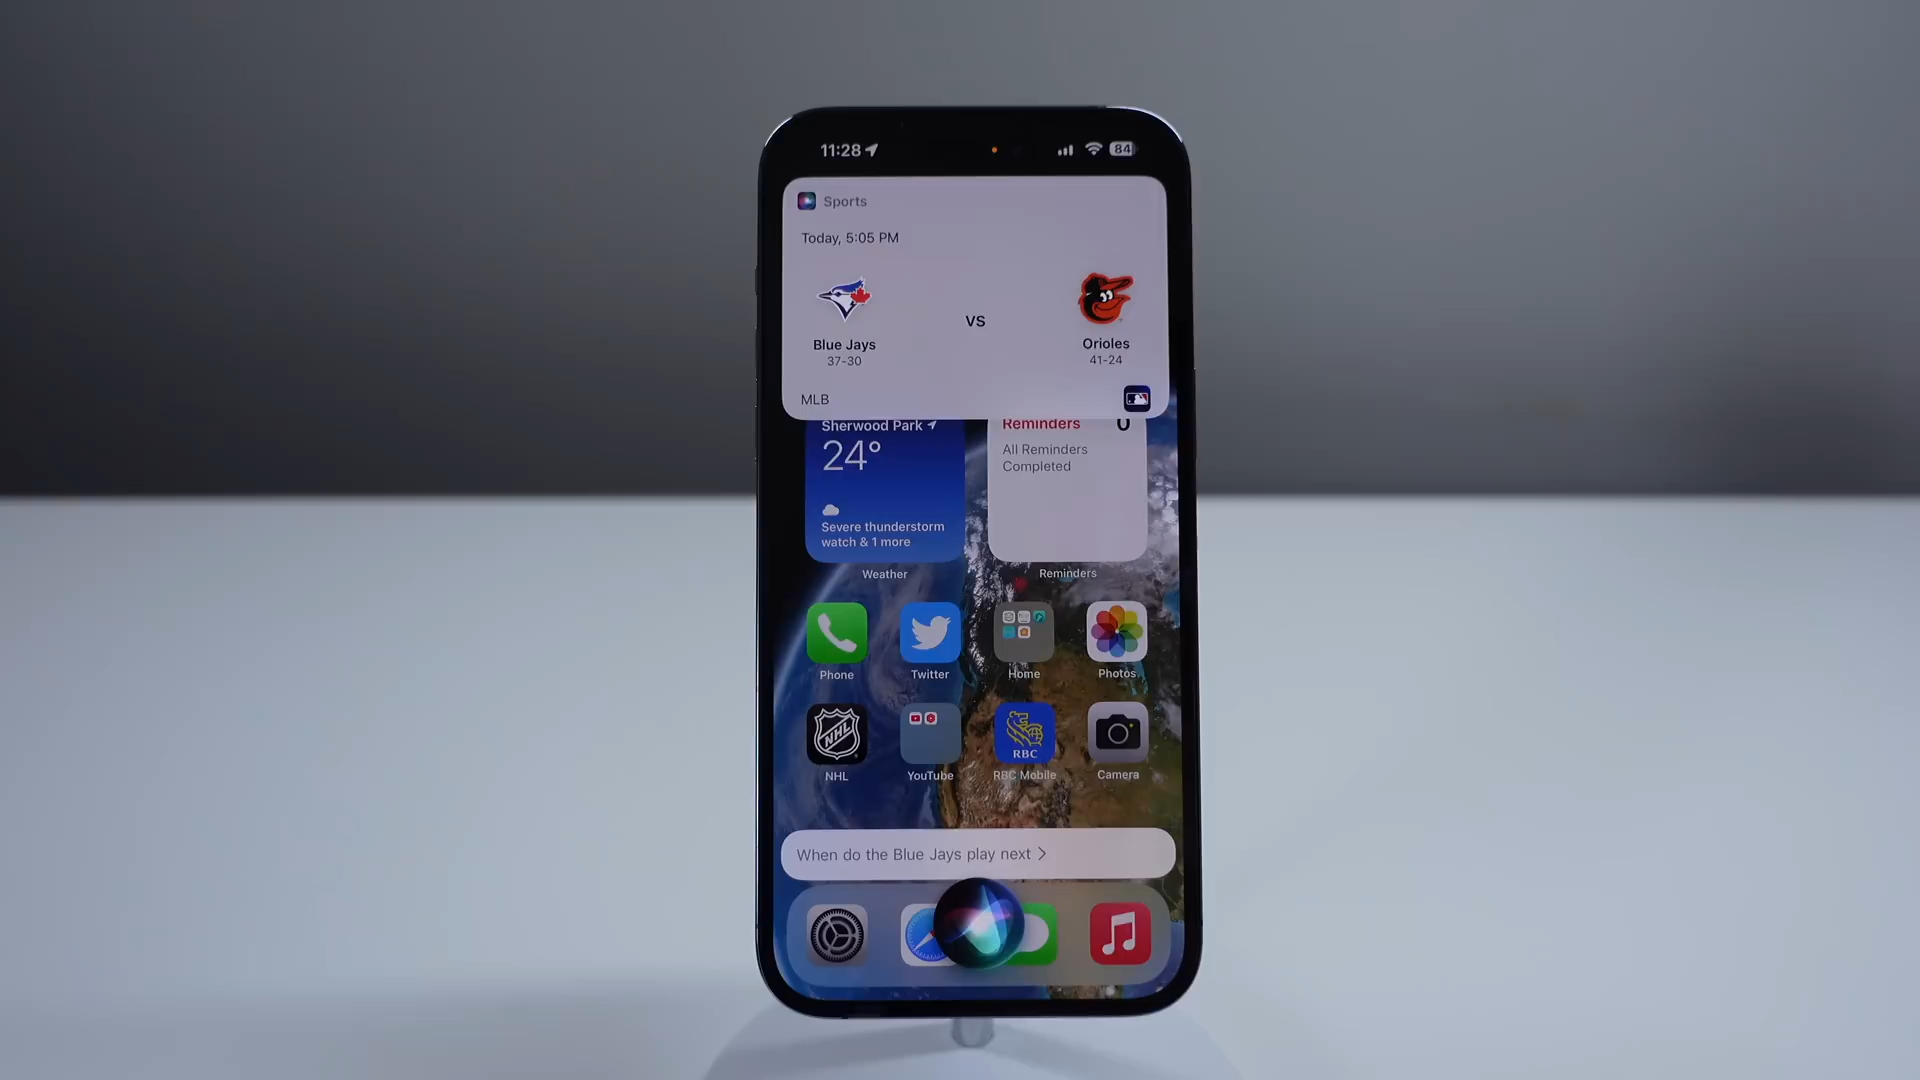 11:28
84
Sports
Today, 5:05 PM
VS
Blue Jays
37-30
Orioles
41-24
MLB
Sherwood Park
24°
Severe thunderstorm
watch & 1 more
Weather
Reminders
0
All Reminders
Completed
Reminders
Phone
Twitter
Home
Photos
NHL
RBC
NHL
YouTube
RBC Mobile
Camera
When do the Blue Jays play next